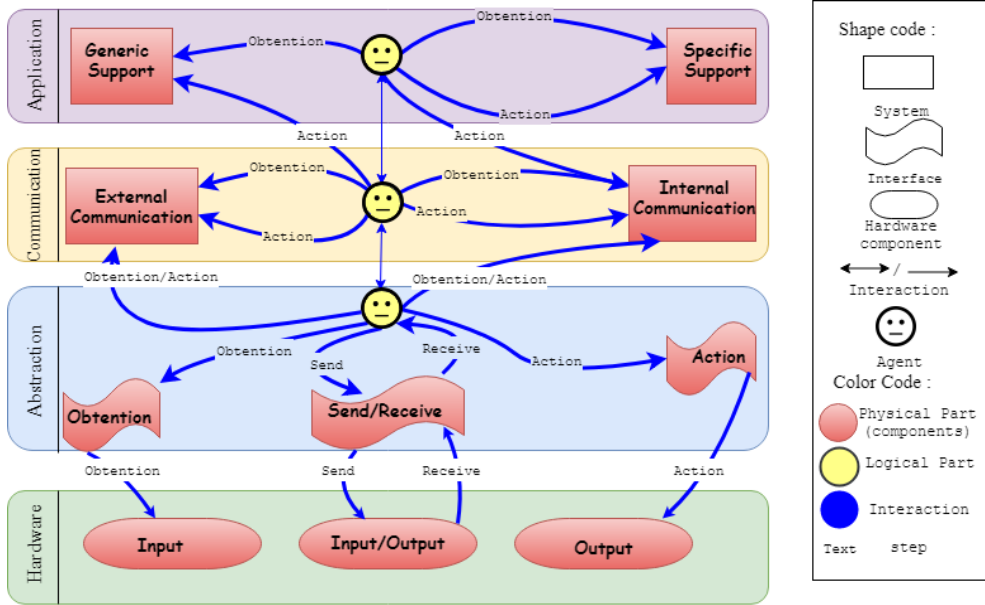 Application
Generic
Support
Obtention
Obtention
Specific
Support
Action
Action
Action
Communication
External
Communication
Obtention
Action
Obtention
Action
Internal
Communication
Obtention/Action
Obtention/Action
Abstraction
Obtention
Send
Receive
Action
Action
Obtention
Send/Receive
Obtention
Send
Receive
Action
Hardware
Input
Input/Output
Output
Shape code :
System
Interface
Hardware
component
/
Interaction
Agent
Color Code :
Physical Part
(components)
Logical Part
Interaction
Text step